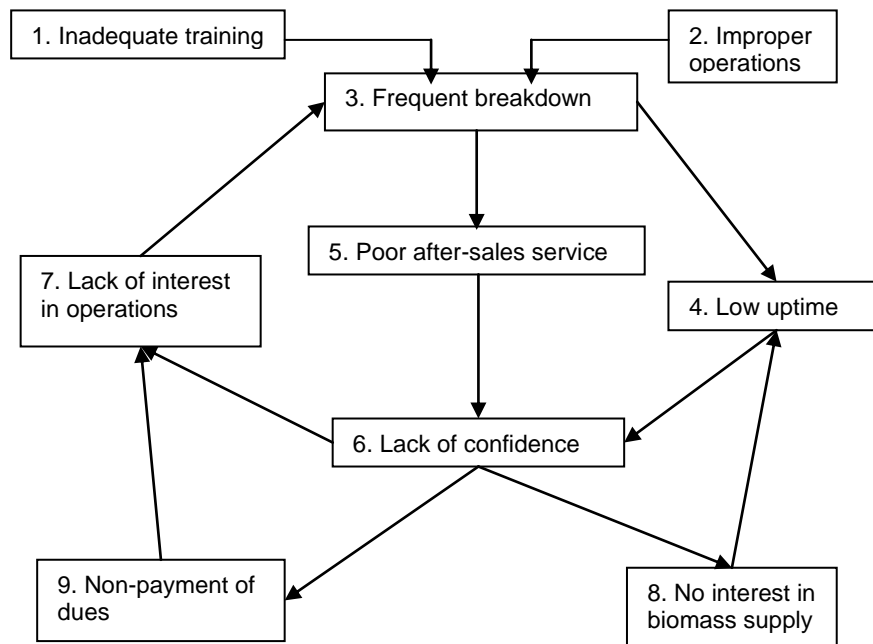 1. Inadequate training
2. Improper
operations
3. Frequent breakdown
5. Poor after-sales service
7. Lack of interest
in operations
4. Low uptime
6. Lack of confidence
9. Non-payment of
dues
8. No interest in
biomass supply